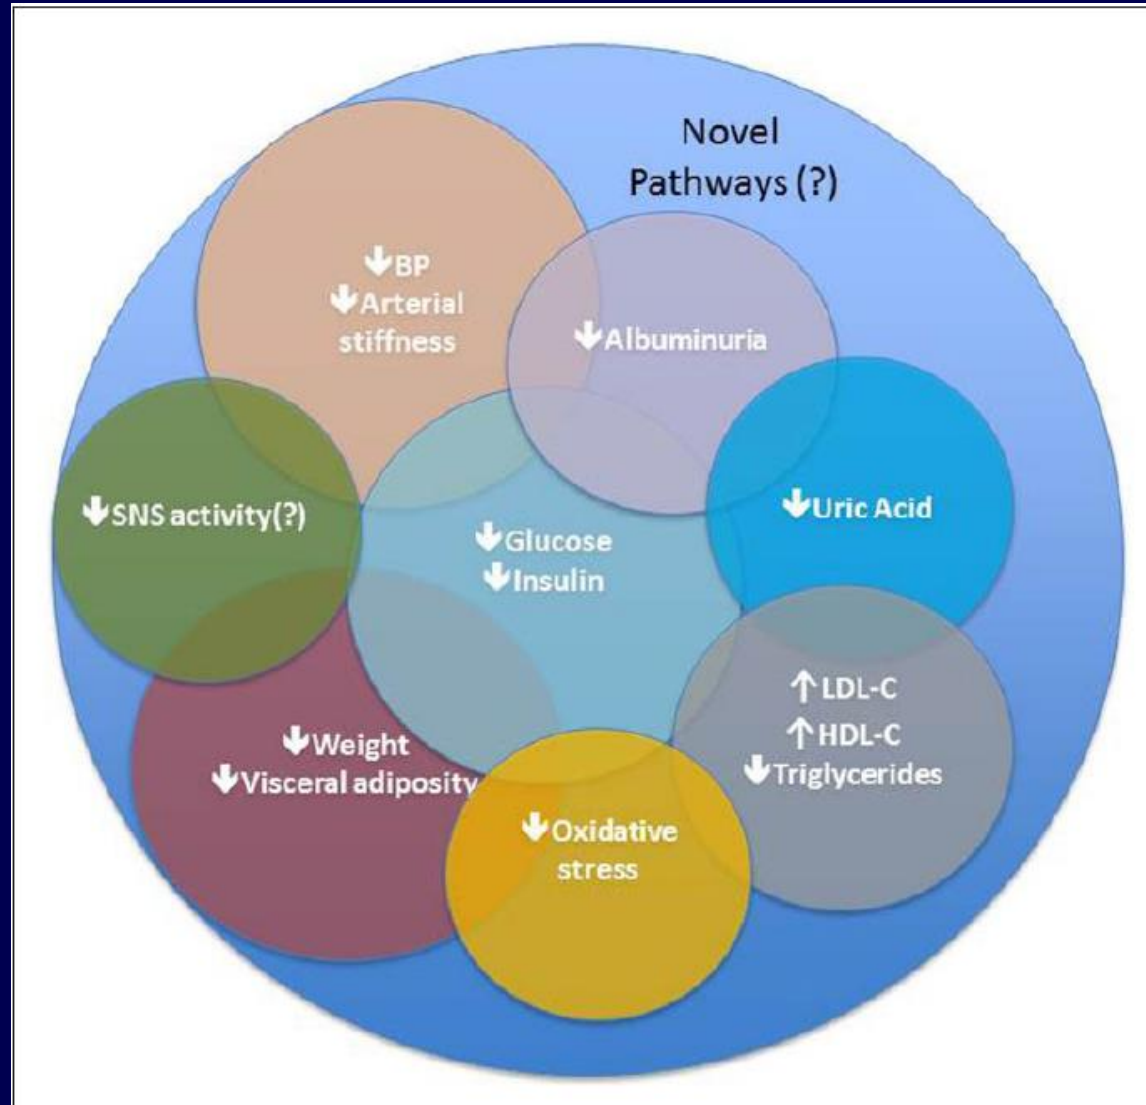 Novel
Pathways (?)
↓BP
↓Arterial
stiffness
↓Albuminuria
↓SNS activity(?)
↓Uric Acid
↓Glucose
↓Insulin
↑LDL-C
↑HDL-C
↓Triglycerides
↓Weight
↓Visceral adiposity
↓Oxidative
stress